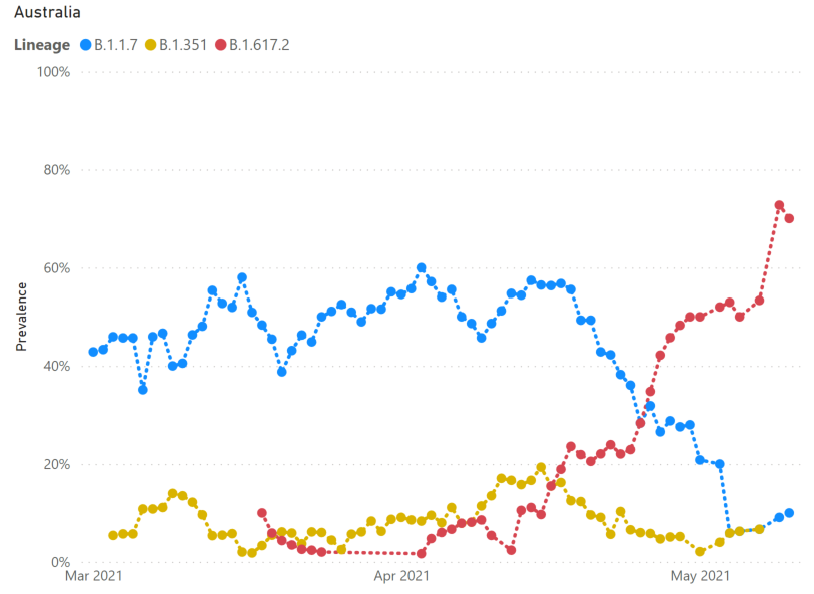 Australia
Lineage B.1.1.7 B.1.351 B.1.617.2
100%
80%
60%
40%
20%
0%
Prevalence
Mar 2021 Apr 2021 May 2021